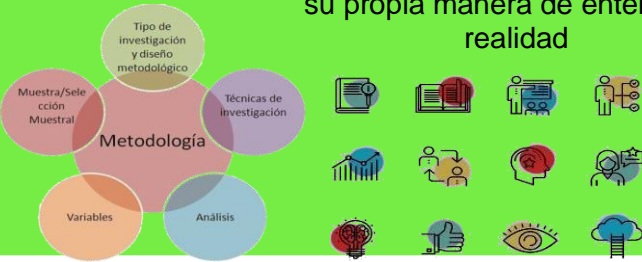 su propia manera de
realidad
Tipo de
investigación
y diseño
metodológico
Muestra/Sele
cción
Muestral
Técnicas de
investigación
Metodología
Variables
Análisis